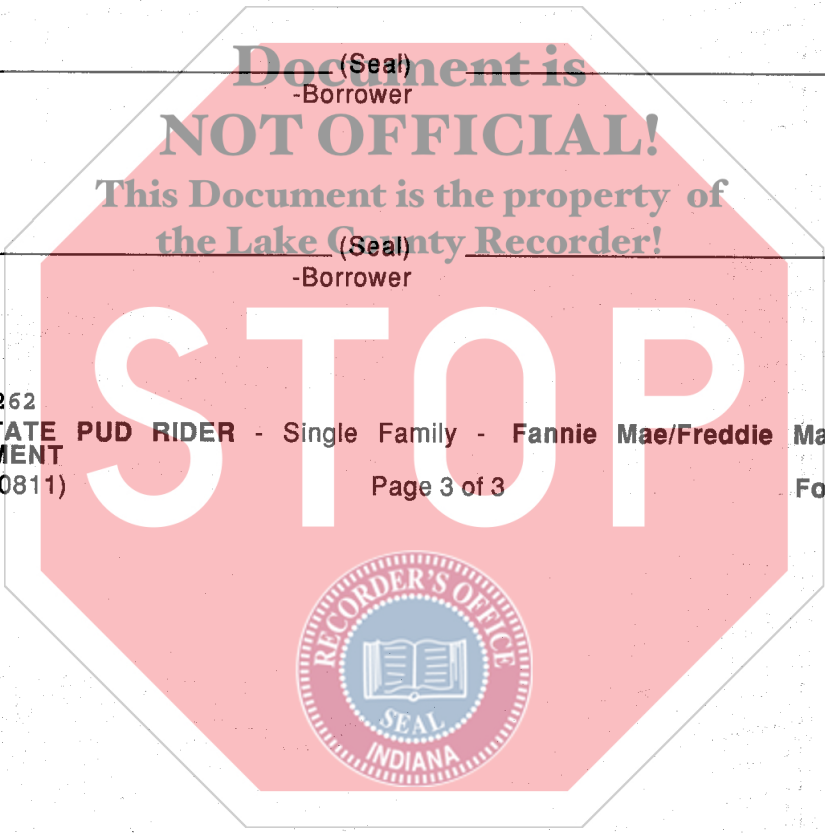 Document is
(Seal)
-Borrower
NOT OFFICIAL!
This Document is the property of
the Lake County Recorder!
(Seal)
-Borrower
STOP
262
TATE PUD RIDER - Single Family - Fannie Mae/Freddie Ma
MENT
0811) Page 3 of 3 Fo
RECORDER'S OFFICE
SEAL
INDIANA